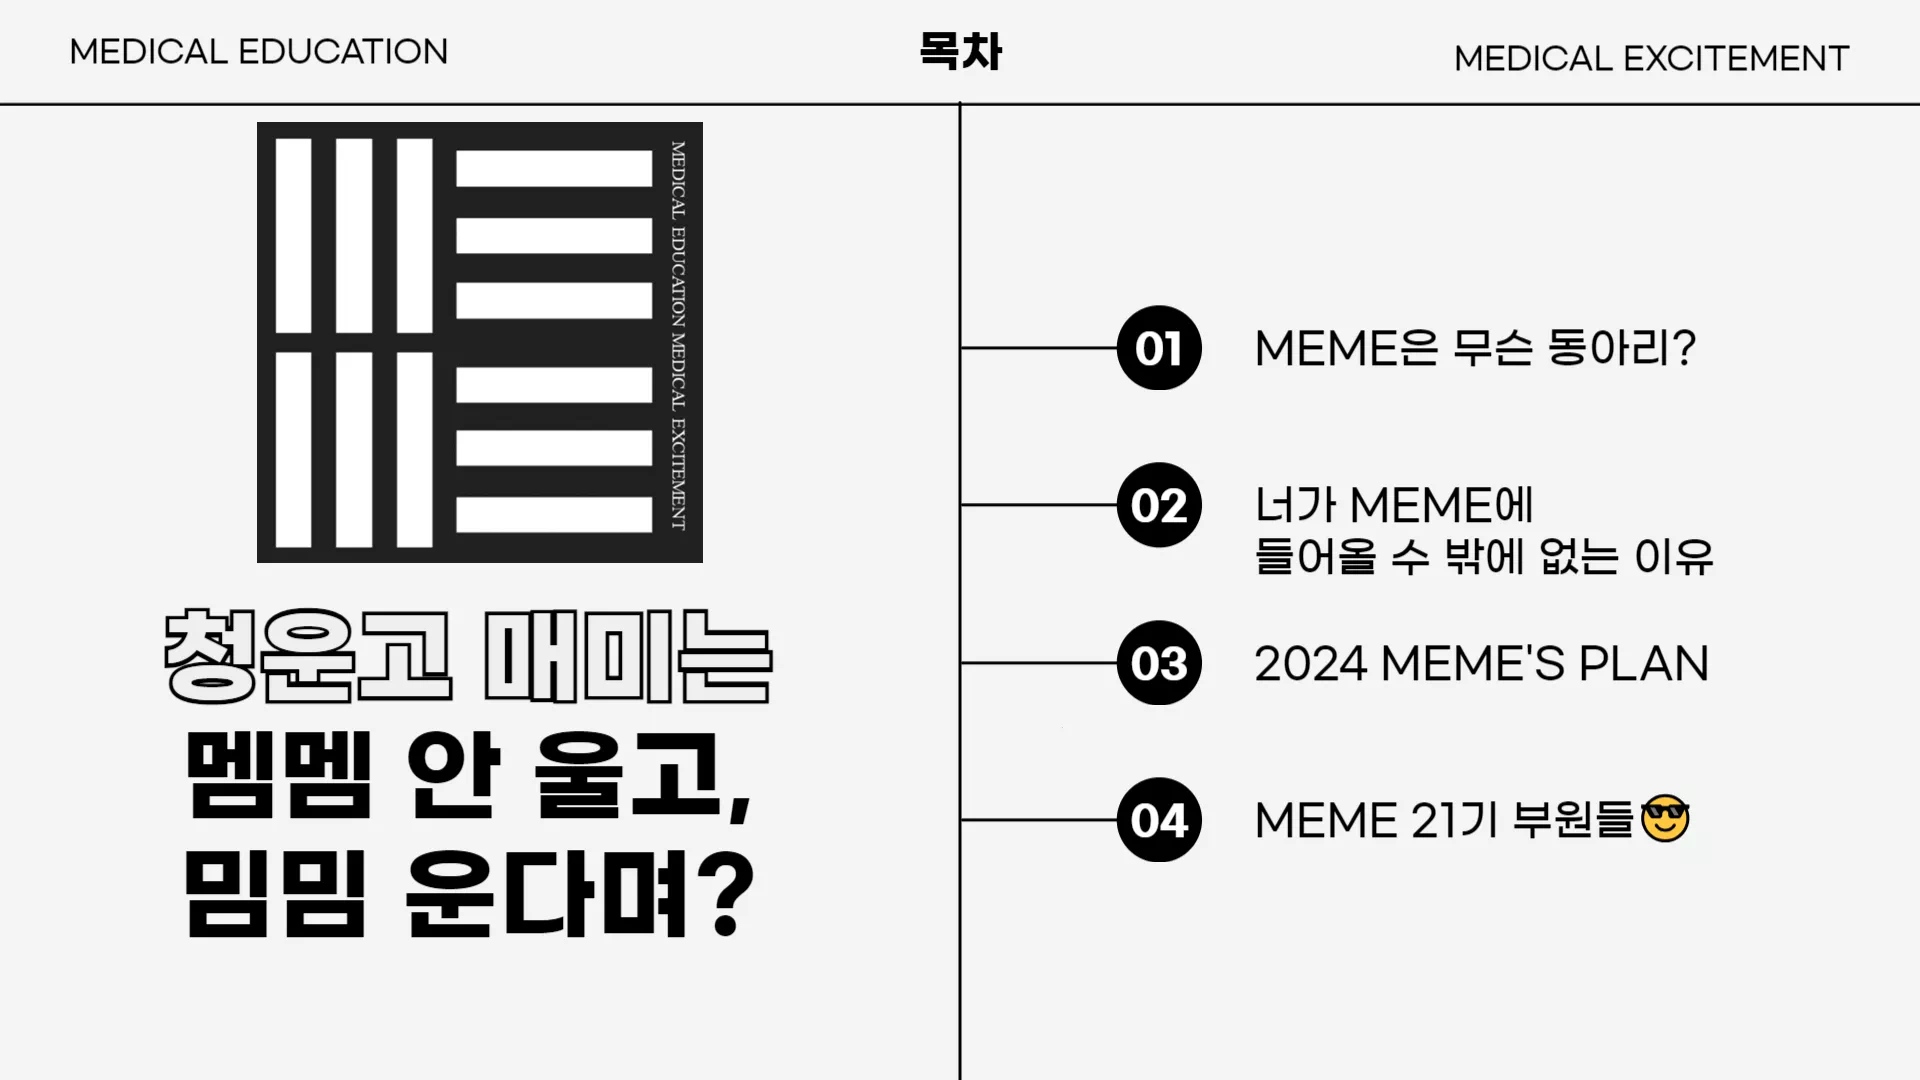 MEDICAL EDUCATION
목차
MEDICAL EXCITEMENT
MEDICAL EDUCATION MEDICAL EXCITEMENT
청운고 매미는
멤멤 안 울고,
밈밈 운다며?
01
MEME은 무슨 동아리?
02
너가 MEME에
들어올 수 밖에 없는 이유
03
2024 MEME'S PLAN
04
MEME 21기 부원들😎